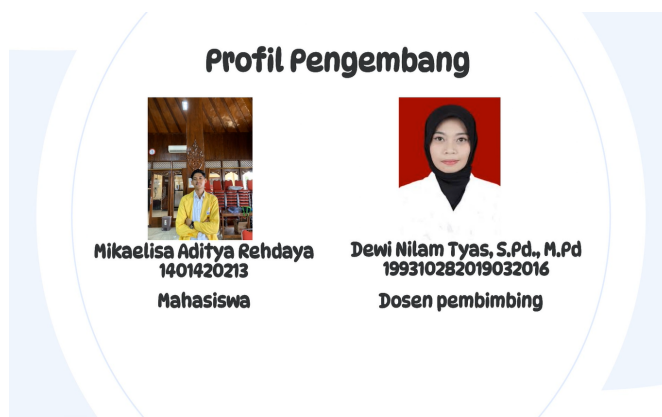 Profil Pengembang
Mikaelisa Aditya Rehdaya
1401420213
Mahasiswa
Dewi Nilam Tyas, S.Pd., M.Pd
199310282019032016
Dosen pembimbing